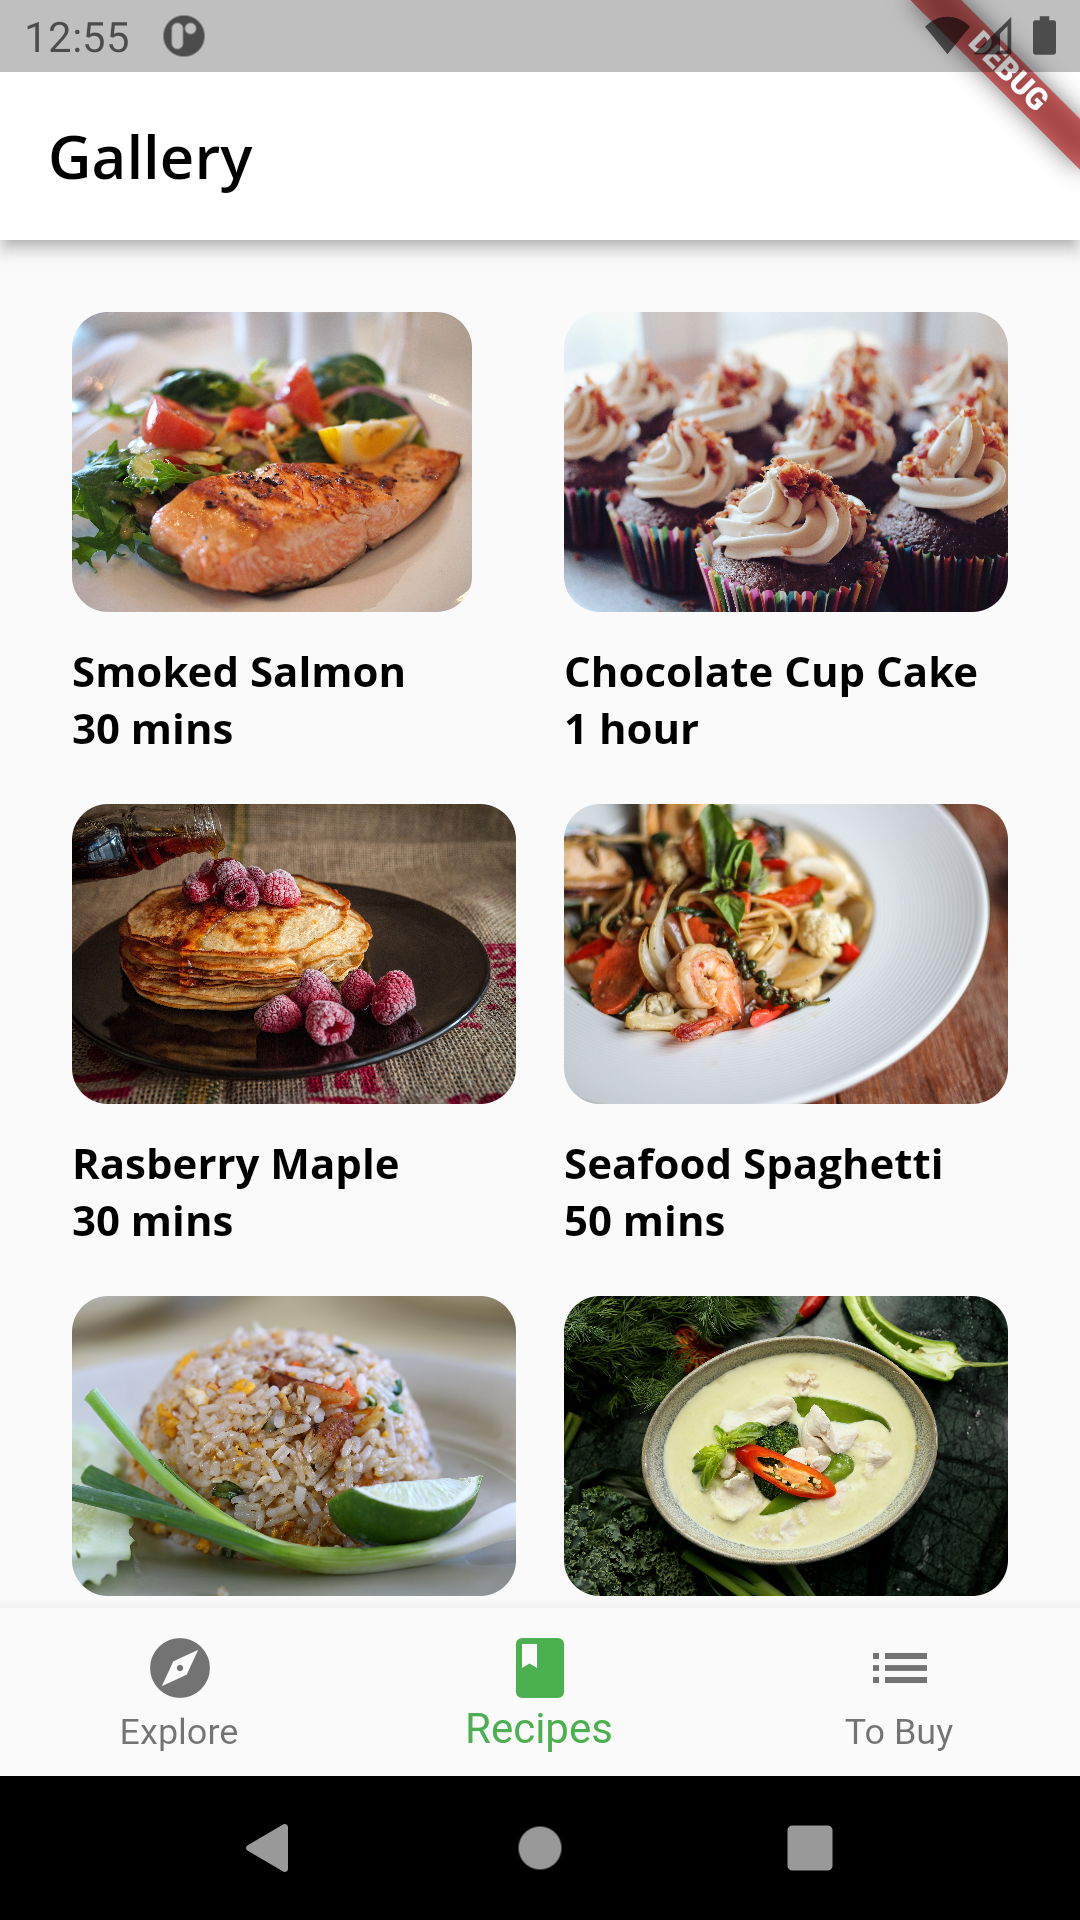 12:55
DEBUG
Gallery
Smoked Salmon
30 mins
Chocolate Cup Cake
1 hour
Rasberry Maple
30 mins
Seafood Spaghetti
50 mins
Explore
Recipes
To Buy